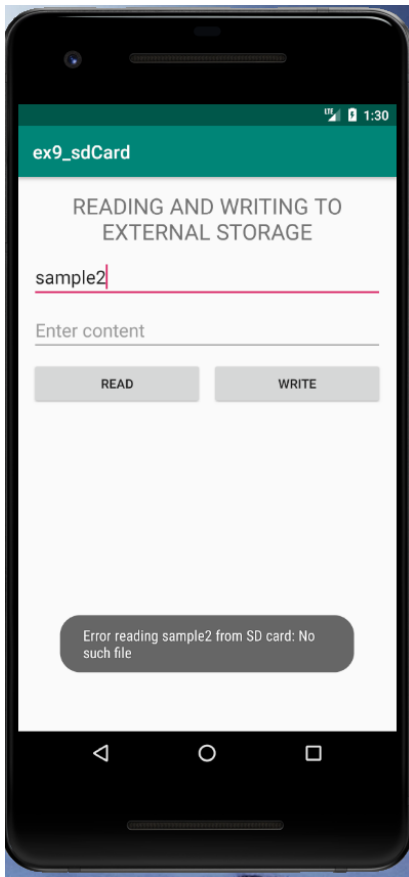 1:30
ex9_sdCard
READING AND WRITING TO
EXTERNAL STORAGE
sample2
Enter content
READ WRITE
Error reading sample2 from SD card: No
such file